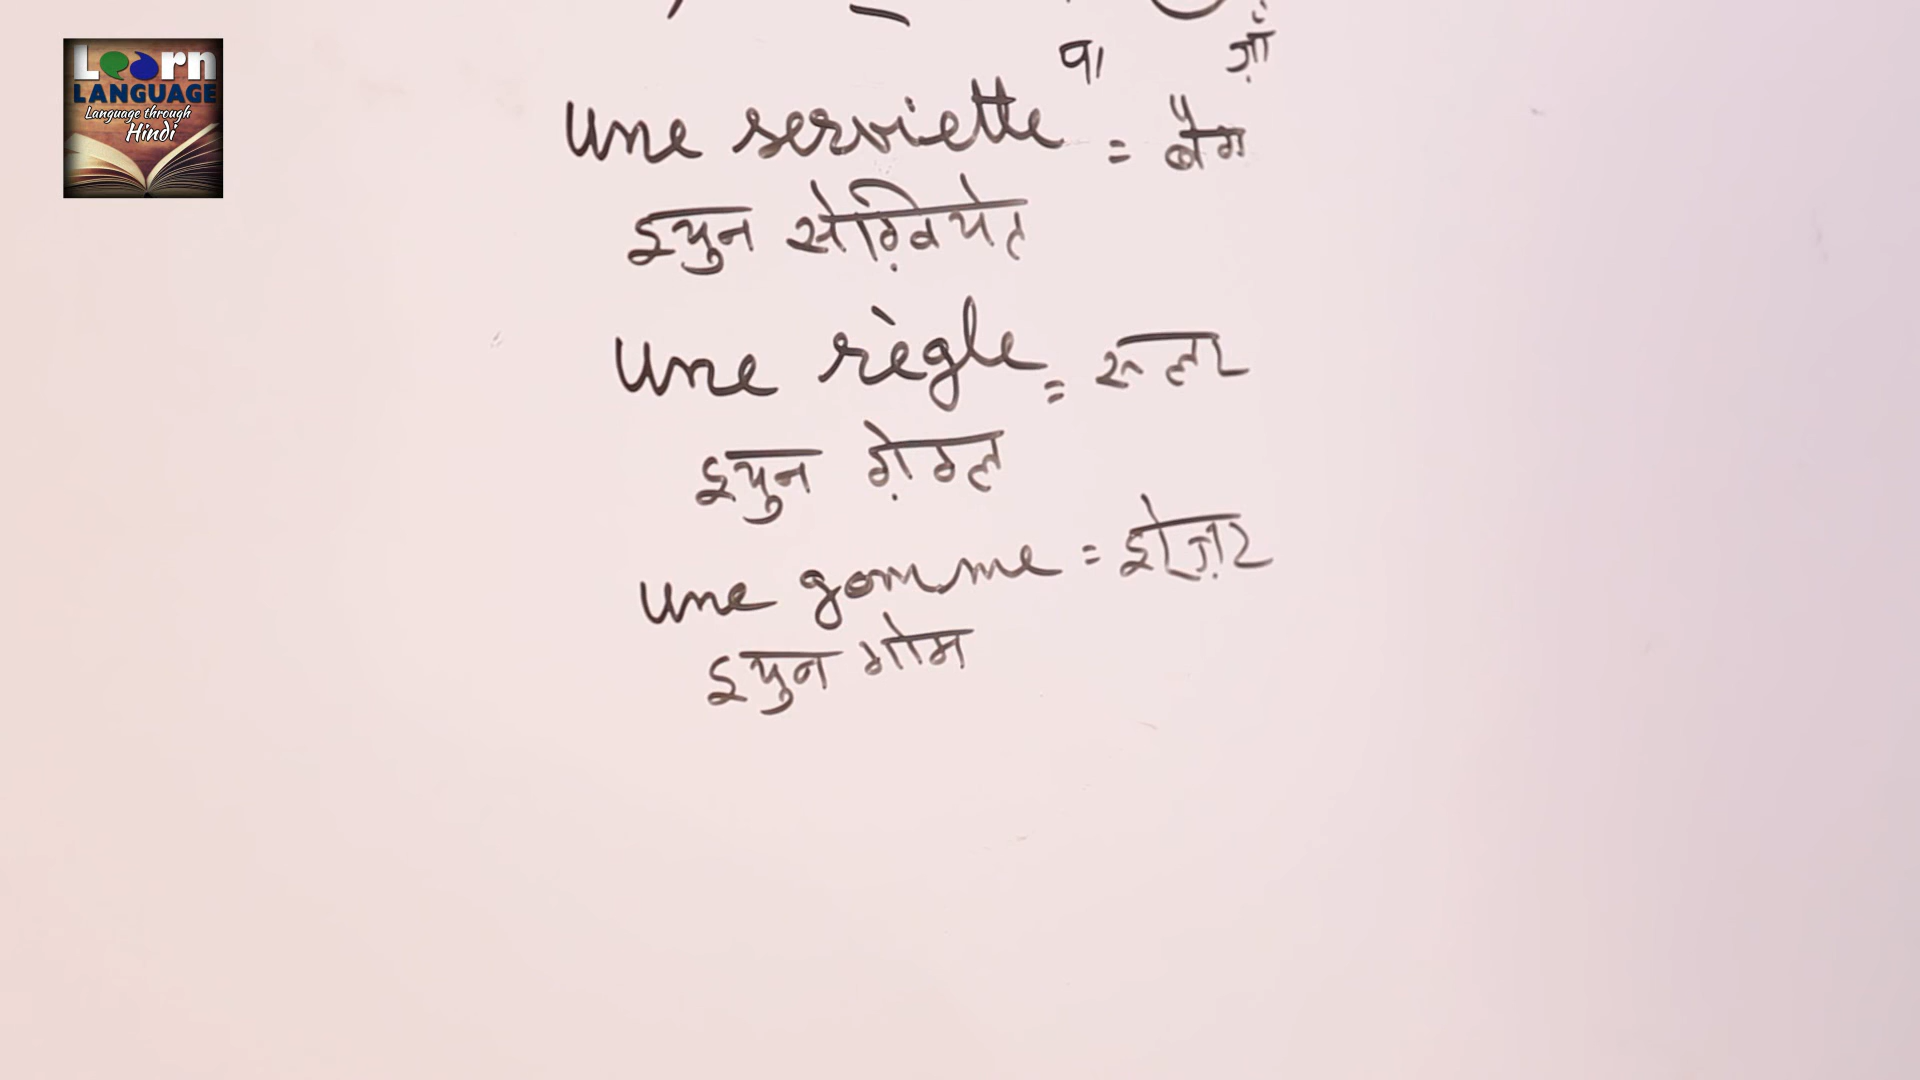 Learn
LANGUAGE
Language through
Hindi
पा ज़ाँ
une serviette = बैग
इयुन सेग़्वियेत
une règle = रूलर
इयुन ग़ेग्ल
une gomme = इरेज़र
इयुन गोम